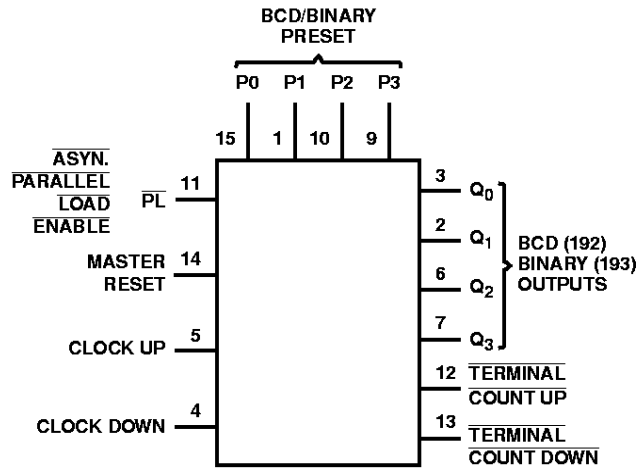 BCD/BINARY
PRESET
P0 P1 P2 P3
15 1 10 9
ASYN.
PARALLEL
LOAD
ENABLE
PL
11
MASTER
RESET
14
CLOCK UP
5
CLOCK DOWN
4
3 Q0
2 Q1
6 Q2
7 Q3
BCD (192)
BINARY (193)
OUTPUTS
12 TERMINAL
COUNT UP
13 TERMINAL
COUNT DOWN